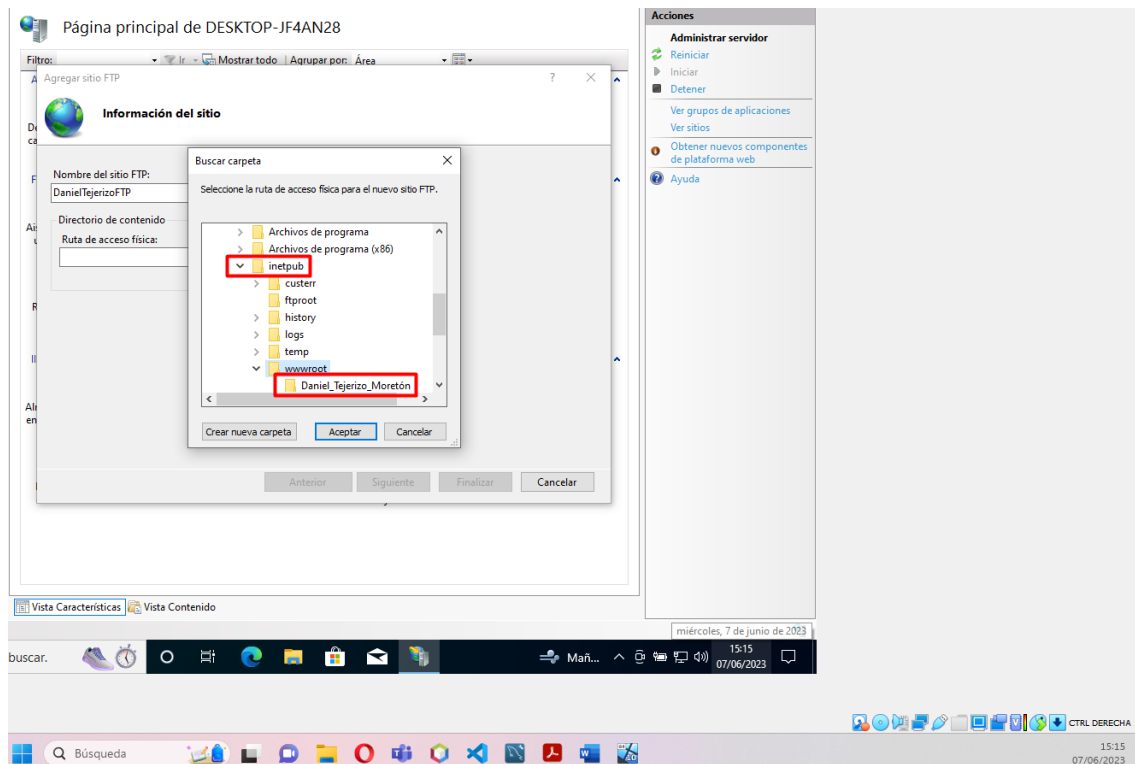 Página principal de DESKTOP-JF4AN28
Filtro: Ir Mostrar todo Agrupar por: Área
Agregar sitio FTP ?
Información del sitio
Nombre del sitio FTP:
DanielTejerizoFTP
Directorio de contenido
Ruta de acceso física:
Buscar carpeta
Seleccione la ruta de acceso física para el nuevo sitio FTP.
Archivos de programa
Archivos de programa (x86)
inetpub
custerr
ftproot
history
logs
temp
wwwroot
Daniel_Tejerizo_Moretón
Crear nueva carpeta Aceptar Cancelar
Anterior Siguiente Finalizar Cancelar
Vista Características Vista Contenido
Acciones
Administrar servidor
Reiniciar
Iniciar
Detener
Ver grupos de aplicaciones
Ver sitios
Obtener nuevos componentes
de plataforma web
Ayuda
miércoles, 7 de junio de 2023
buscar. Mañ... 15:15
07/06/2023
CTRL DERECHA
Búsqueda 15:15
07/06/2023